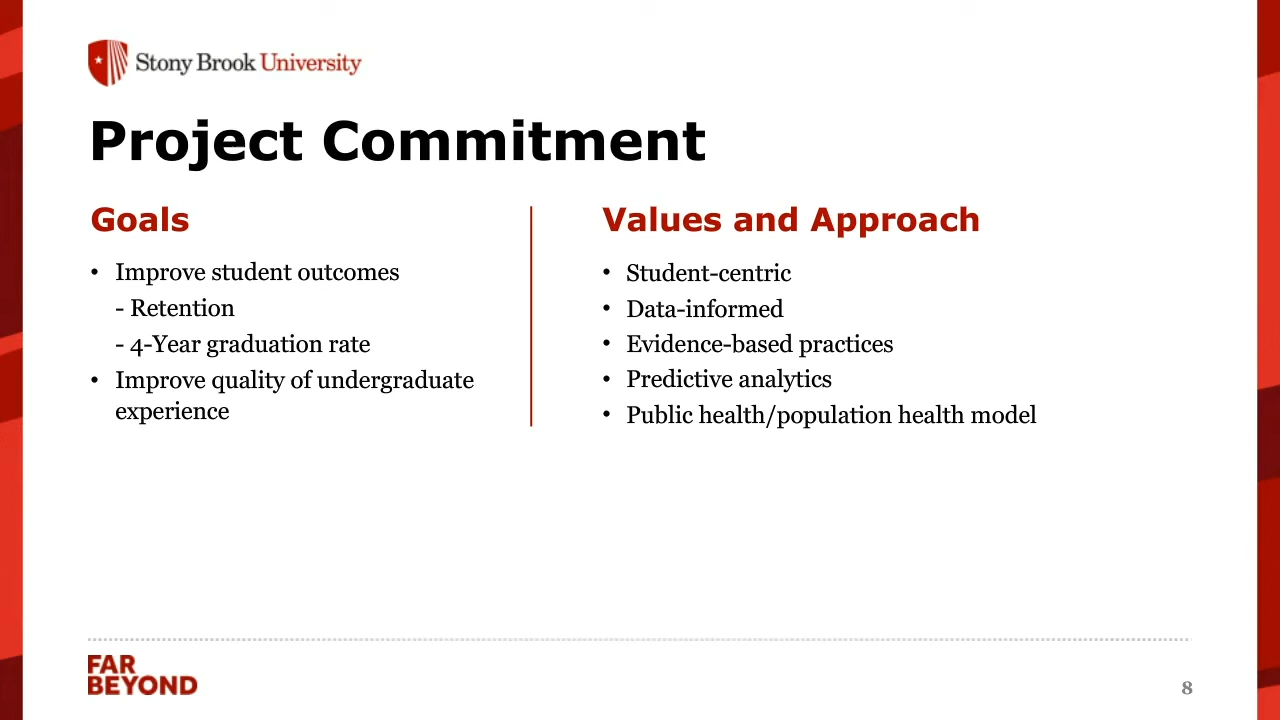 Stony Brook University
Project Commitment
Goals
• Improve student outcomes
- Retention
- 4-Year graduation rate
• Improve quality of undergraduate
experience
Values and Approach
• Student-centric
• Data-informed
• Evidence-based practices
• Predictive analytics
• Public health/population health model
FAR
BEYOND
8